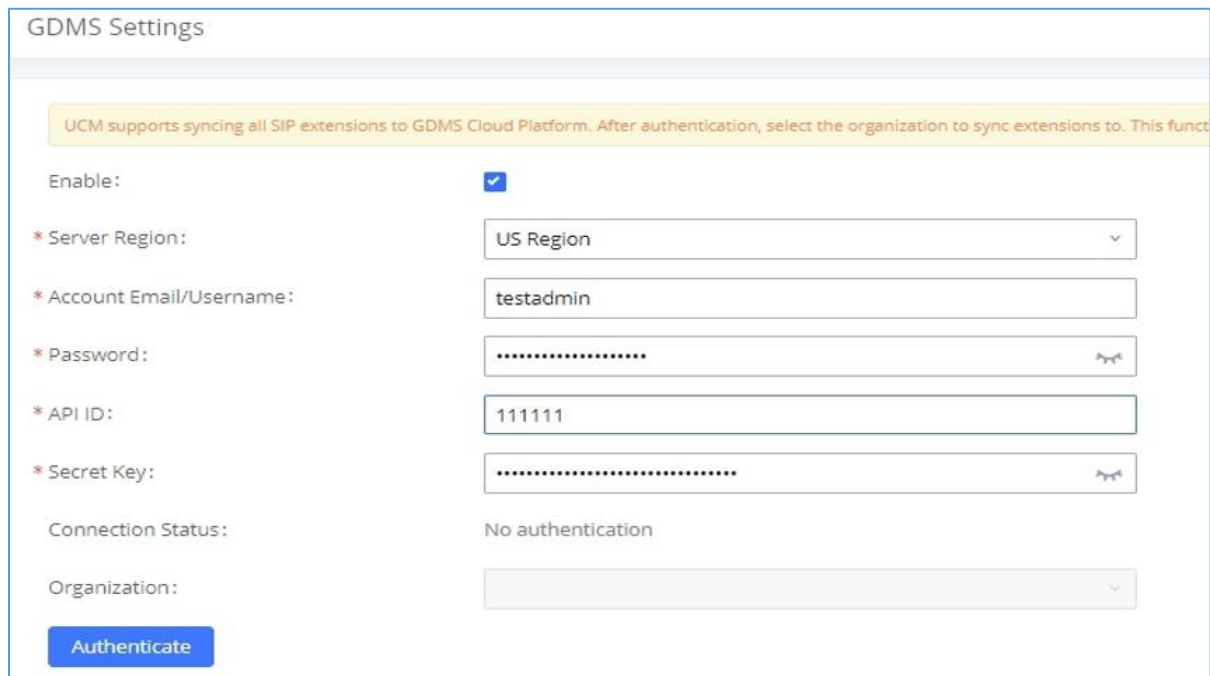 GDMS Settings
UCM supports syncing all SIP extensions to GDMS Cloud Platform. After authentication, select the organization to sync extensions to. This funct
Enable:
* Server Region: US Region
* Account Email/Username: testadmin
* Password: ••••••••••••••••••••
* API ID: 111111
* Secret Key: ••••••••••••••••••••••••••••••••
Connection Status: No authentication
Organization:
Authenticate